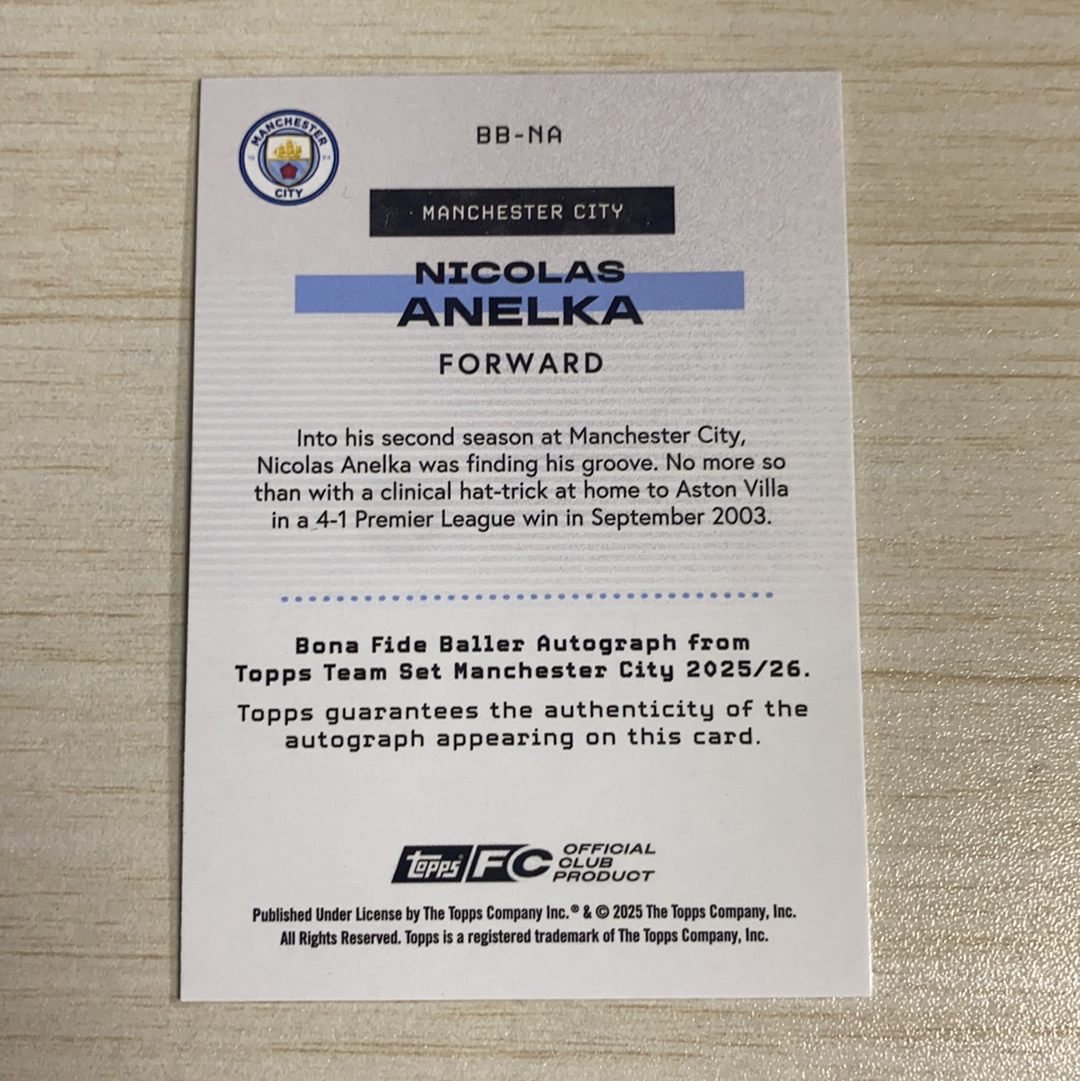 MANCHESTER
CITY
BB-NA
MANCHESTER CITY
NICOLAS
ANELKA
FORWARD
Into his second season at Manchester City,
Nicolas Anelka was finding his groove. No more so
than with a clinical hat-trick at home to Aston Villa
in a 4-1 Premier League win in September 2003.
Bona Fide Baller Autograph from
Topps Team Set Manchester City 2025/26.
Topps guarantees the authenticity of the
autograph appearing on this card.
topps FC OFFICIAL
CLUB
PRODUCT
Published Under License by The Topps Company Inc.® & © 2025 The Topps Company, Inc.
All Rights Reserved. Topps is a registered trademark of The Topps Company, Inc.